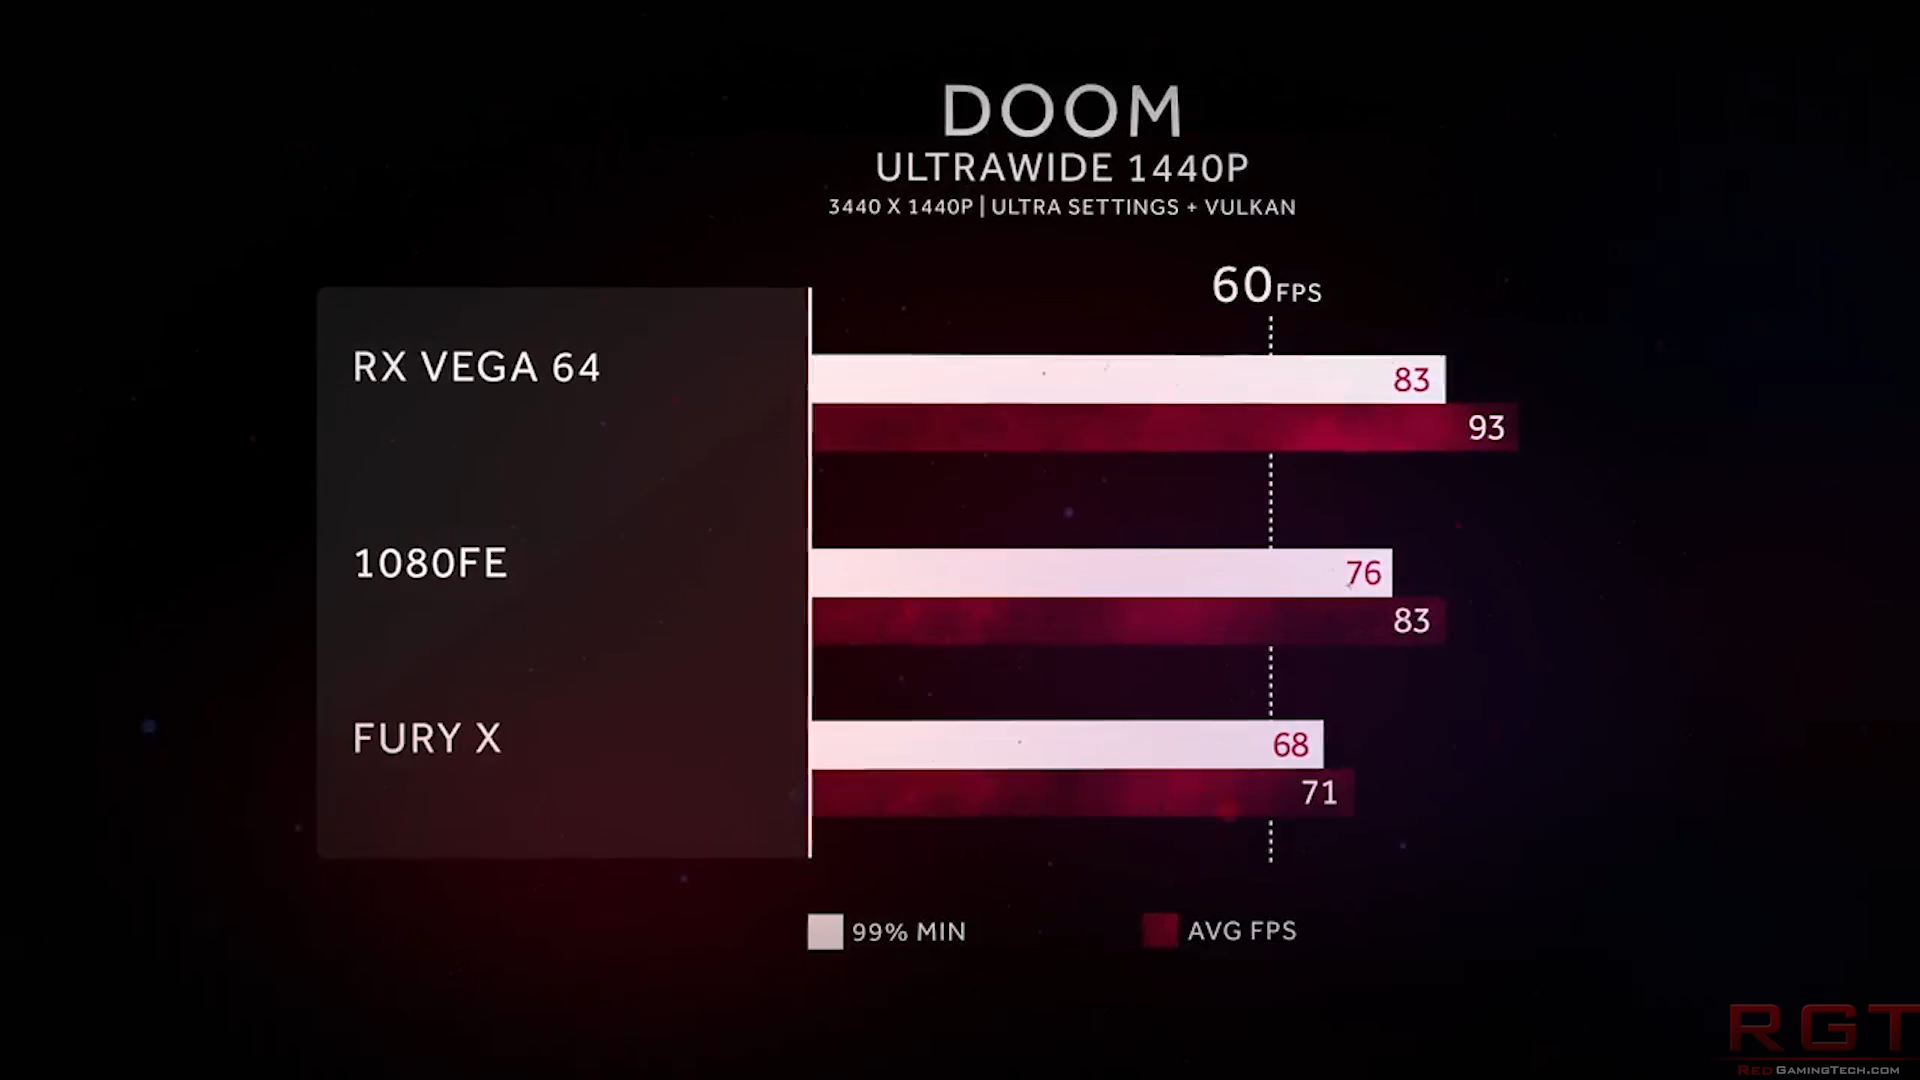 DOOM
ULTRAWIDE 1440P
3440 X 1440P | ULTRA SETTINGS + VULKAN
60FPS
RX VEGA 64
83
93
1080FE
76
83
FURY X
68
71
99% MIN
AVG FPS
RGT
REDGAMINGTECH.COM